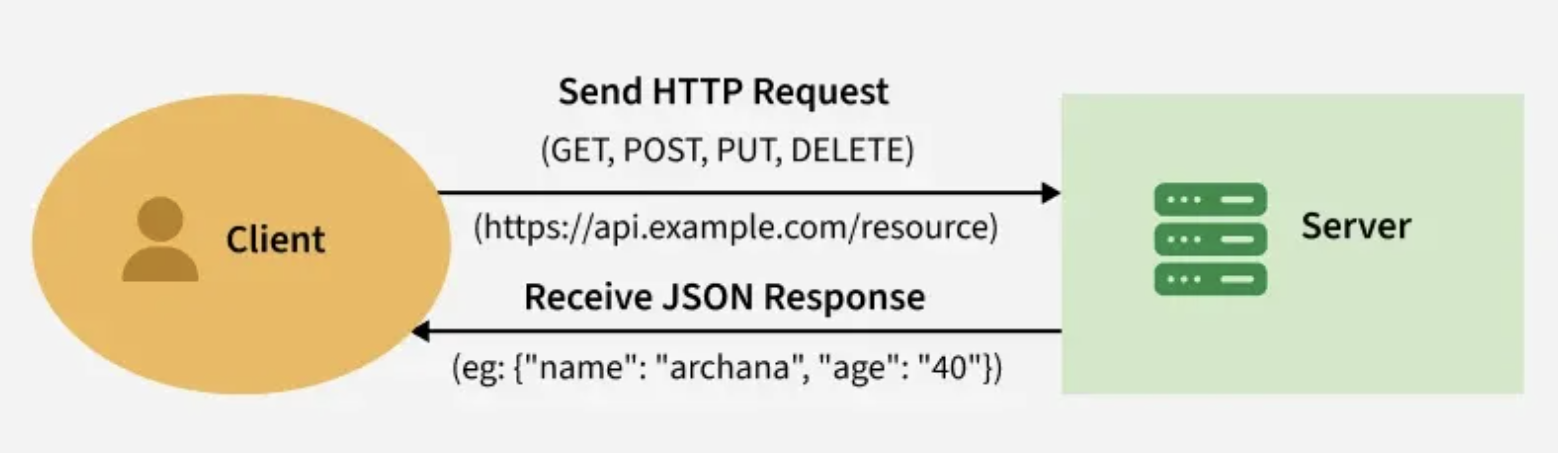 Send HTTP Request
(GET, POST, PUT, DELETE)
(https://api.example.com/resource)
Client
Server
Receive JSON Response
(eg: {"name": "archana", "age": "40"})